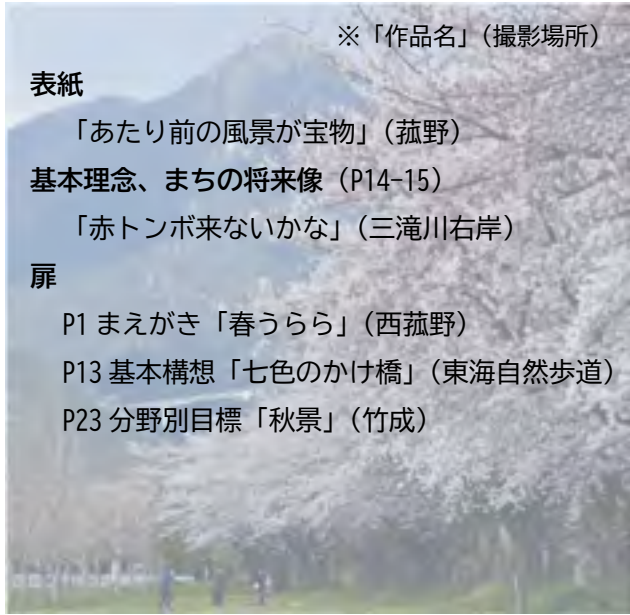 ※「作品名」(撮影場所)
表紙
「あたり前の風景が宝物」(菰野)
基本理念、まちの将来像(P14-15)
「赤トンボ来ないかな」(三滝川右岸)
扉
P1 まえがき「春うらら」(西菰野)
P13 基本構想「七色のかけ橋」(東海自然歩道)
P23 分野別目標「秋景」(竹成)